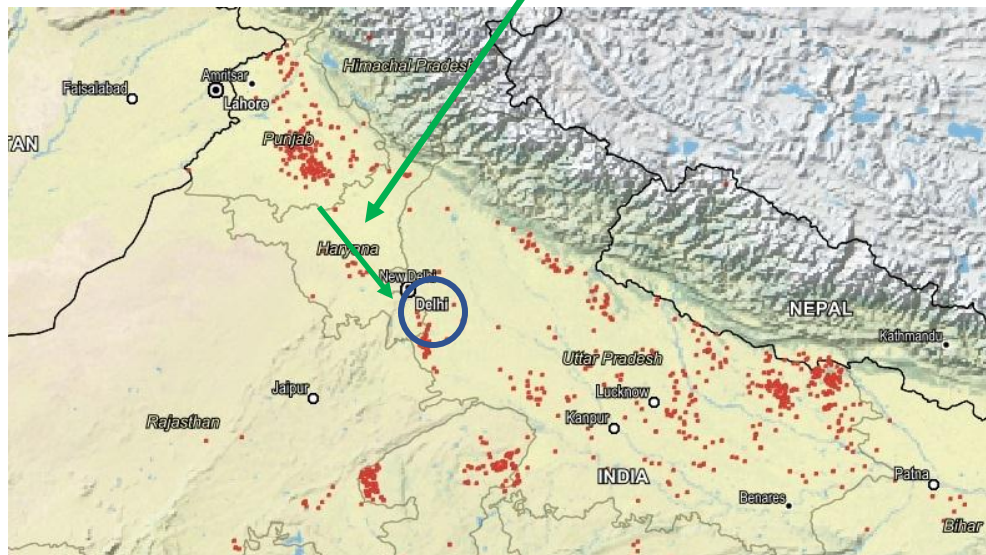 Himachal Pradesh
Amritsar
Faisalabad
Lahore
Punjab
TAN
Haryana
New Delhi
Delhi
NEPAL
Kathmandu
Uttar Pradesh
Jaipur
Lucknow
Rajasthan
Kanpur
INDIA
Patna
Benares
Bihar